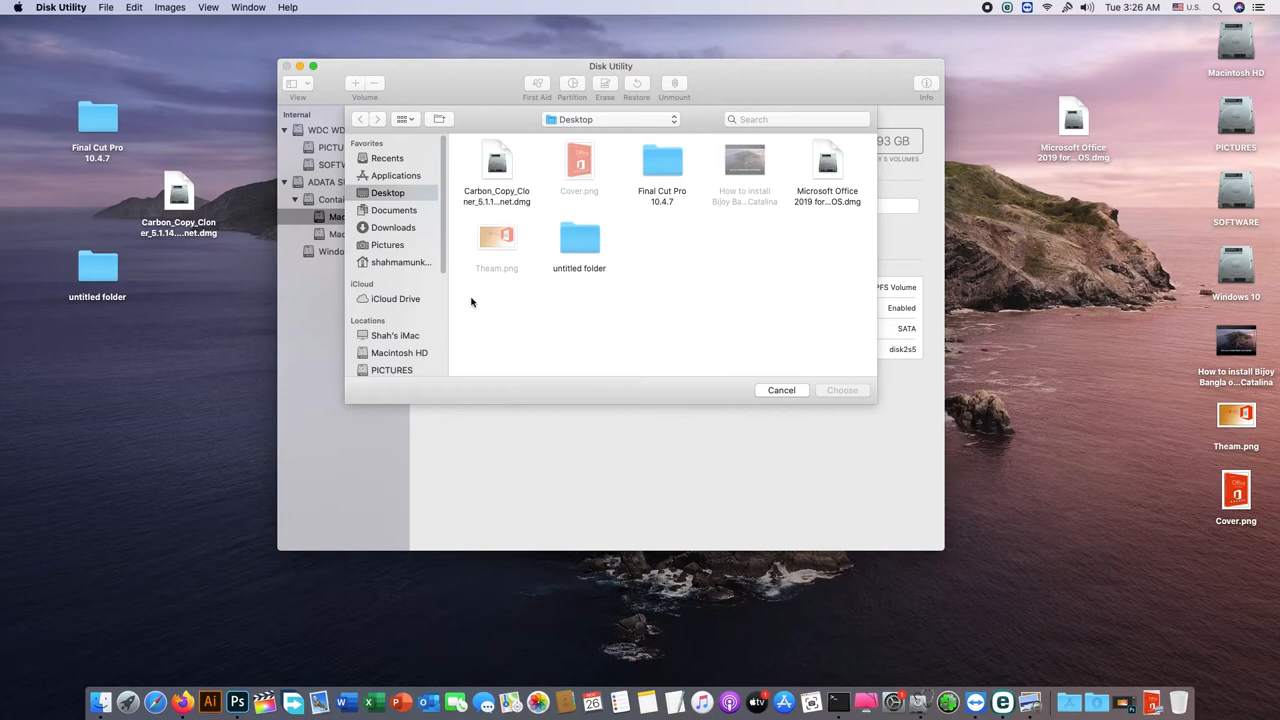 Disk Utility File Edit Images View Window Help
U.S. Tue 3:26 AM
Final Cut Pro
10.4.7
Carbon_Copy_Clon
er_5.1.14....net.dmg
untitled folder
Disk Utility
View
Volume
First Aid
Partition
Erase
Restore
Unmount
Info
Internal
WDC WD
PICTU
SOFT
ADATA S
Contai
Mac
Mac
Windo
Desktop
Search
Favorites
Recents
Applications
Desktop
Documents
Downloads
Pictures
shahmamunk...
iCloud
iCloud Drive
Locations
Shah's iMac
Macintosh HD
PICTURES
Carbon_Copy_Clo
ner_5.1.1...net.dmg
Cover.png
Final Cut Pro
10.4.7
How to install
Bijoy Ba...Catalina
Microsoft Office
2019 for...OS.dmg
Theam.png
untitled folder
Cancel
Choose
93 GB
BY 5 VOLUMES
PFS Volume
Enabled
SATA
disk2s5
Microsoft Office
2019 for...OS.dmg
Macintosh HD
PICTURES
SOFTWARE
Windows 10
How to install Bijoy
Bangla o...Catalina
Theam.png
Cover.png